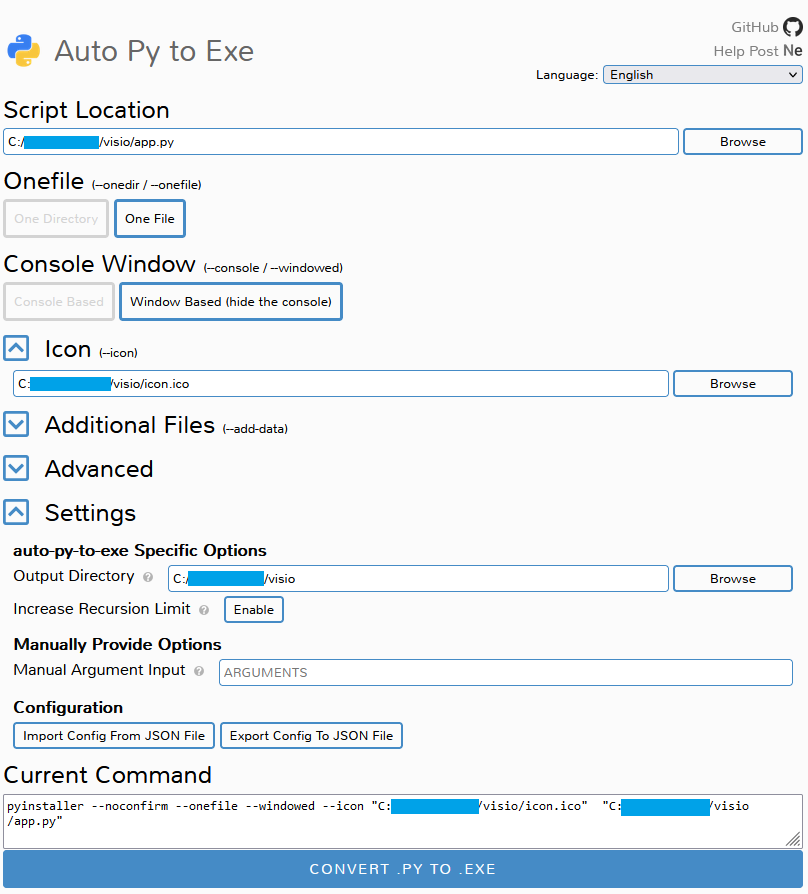 GitHub
Auto Py to Exe
Help Post Ne
Language: English
Script Location
C:/ /visio/app.py Browse
Onefile (--onedir / --onefile)
One Directory One File
Console Window (--console / --windowed)
Console Based Window Based (hide the console)
Icon (--icon)
C: /visio/icon.ico Browse
Additional Files (--add-data)
Advanced
Settings
auto-py-to-exe Specific Options
Output Directory ? C:/ /visio Browse
Increase Recursion Limit ? Enable
Manually Provide Options
Manual Argument Input ? ARGUMENTS
Configuration
Import Config From JSON File Export Config To JSON File
Current Command
pyinstaller --noconfirm --onefile --windowed --icon "C: /visio/icon.ico" "C: /visio
/app.py"
CONVERT .PY TO .EXE